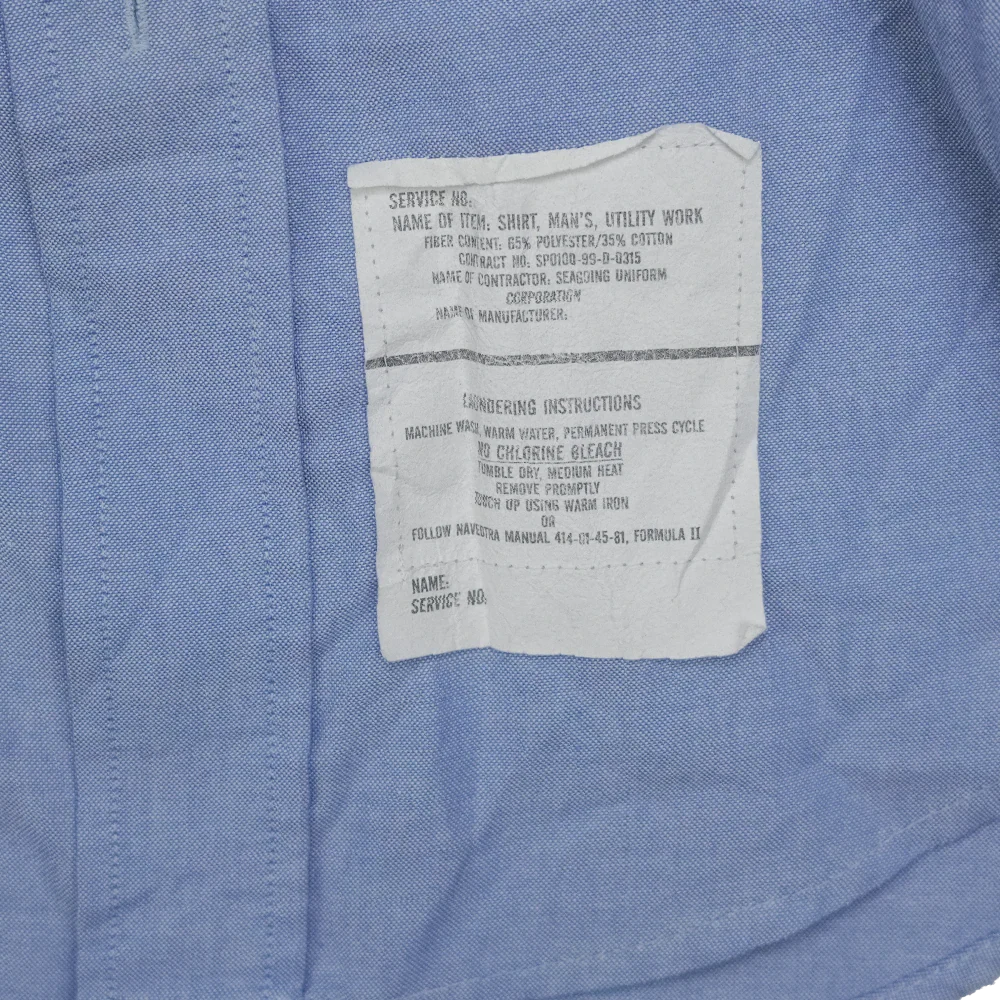 SERVICE NO:
NAME OF ITEM: SHIRT, MAN'S, UTILITY WORK
FIBER CONTENT: 65% POLYESTER/35% COTTON
CONTRACT NO: SPO100-99-D-0315
NAME OF CONTRACTOR: SEAGOING UNIFORM
CORPORATION
NAME OF MANUFACTURER:
LAUNDERING INSTRUCTIONS
MACHINE WASH, WARM WATER, PERMANENT PRESS CYCLE
NO CHLORINE BLEACH
TUMBLE DRY, MEDIUM HEAT
REMOVE PROMPTLY
TOUCH UP USING WARM IRON
OR
FOLLOW NAVEDTRA MANUAL 414-01-45-81, FORMULA II
NAME:
SERVICE NO: